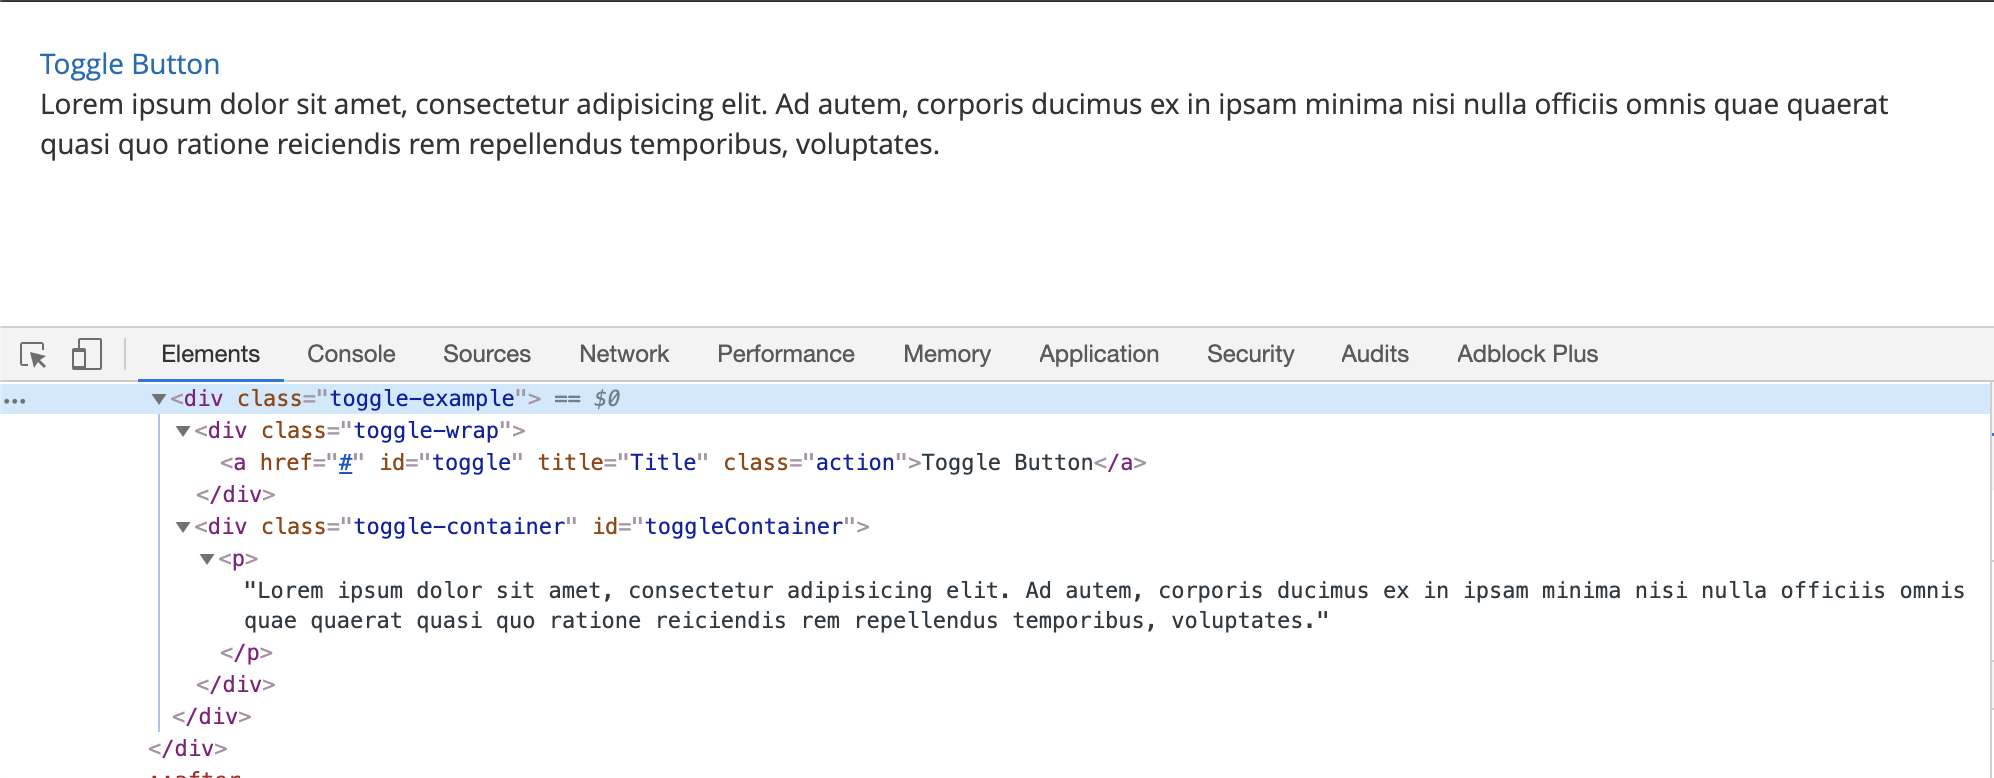 Toggle Button
Lorem ipsum dolor sit amet, consectetur adipisicing elit. Ad autem, corporis ducimus ex in ipsam minima nisi nulla officiis omnis quae quaerat
quasi quo ratione reiciendis rem repellendus temporibus, voluptates.
Elements Console Sources Network Performance Memory Application Security Audits Adblock Plus
… ▼<div class="toggle-example"> == $0
▼<div class="toggle-wrap">
<a href="#" id="toggle" title="Title" class="action">Toggle Button</a>
</div>
▼<div class="toggle-container" id="toggleContainer">
▼<p>
"Lorem ipsum dolor sit amet, consectetur adipisicing elit. Ad autem, corporis ducimus ex in ipsam minima nisi nulla officiis omnis
quae quaerat quasi quo ratione reiciendis rem repellendus temporibus, voluptates."
</p>
</div>
</div>
</div>
::after